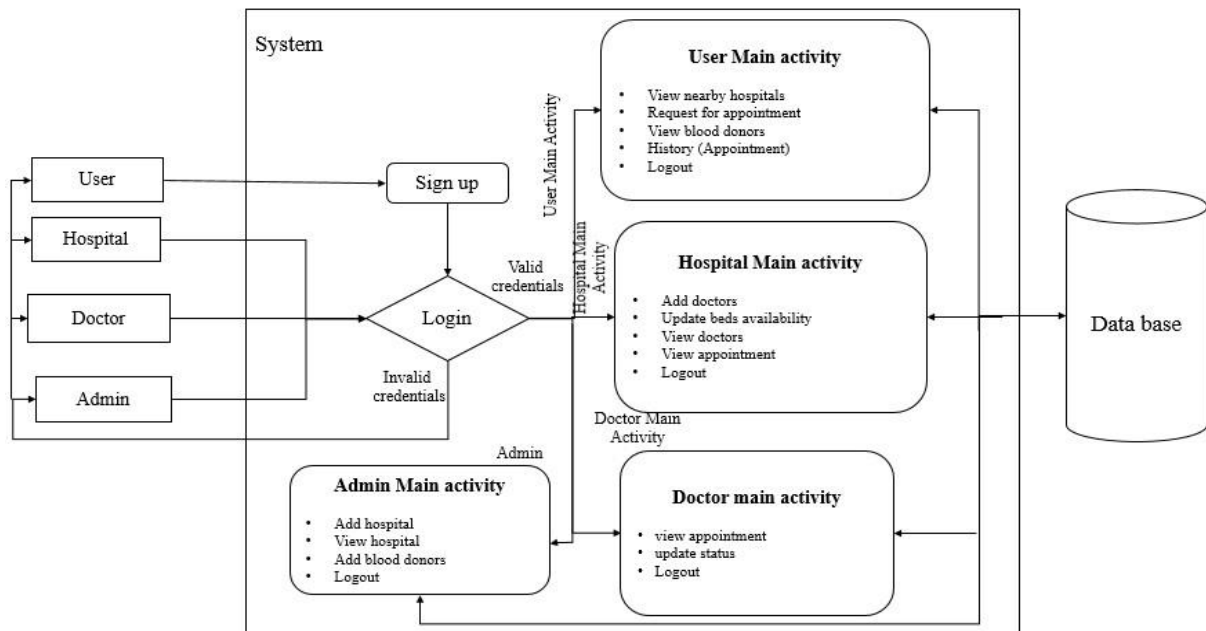 System
User
Hospital
Doctor
Admin
Sign up
Login
Valid
credentials
Invalid
credentials
User Main Activity
Hospital Main
Activity
Doctor Main
Activity
Admin
User Main activity
• View nearby hospitals
• Request for appointment
• View blood donors
• History (Appointment)
• Logout
Hospital Main activity
• Add doctors
• Update beds availability
• View doctors
• View appointment
• Logout
Admin Main activity
• Add hospital
• View hospital
• Add blood donors
• Logout
Doctor main activity
• view appointment
• update status
• Logout
Data base